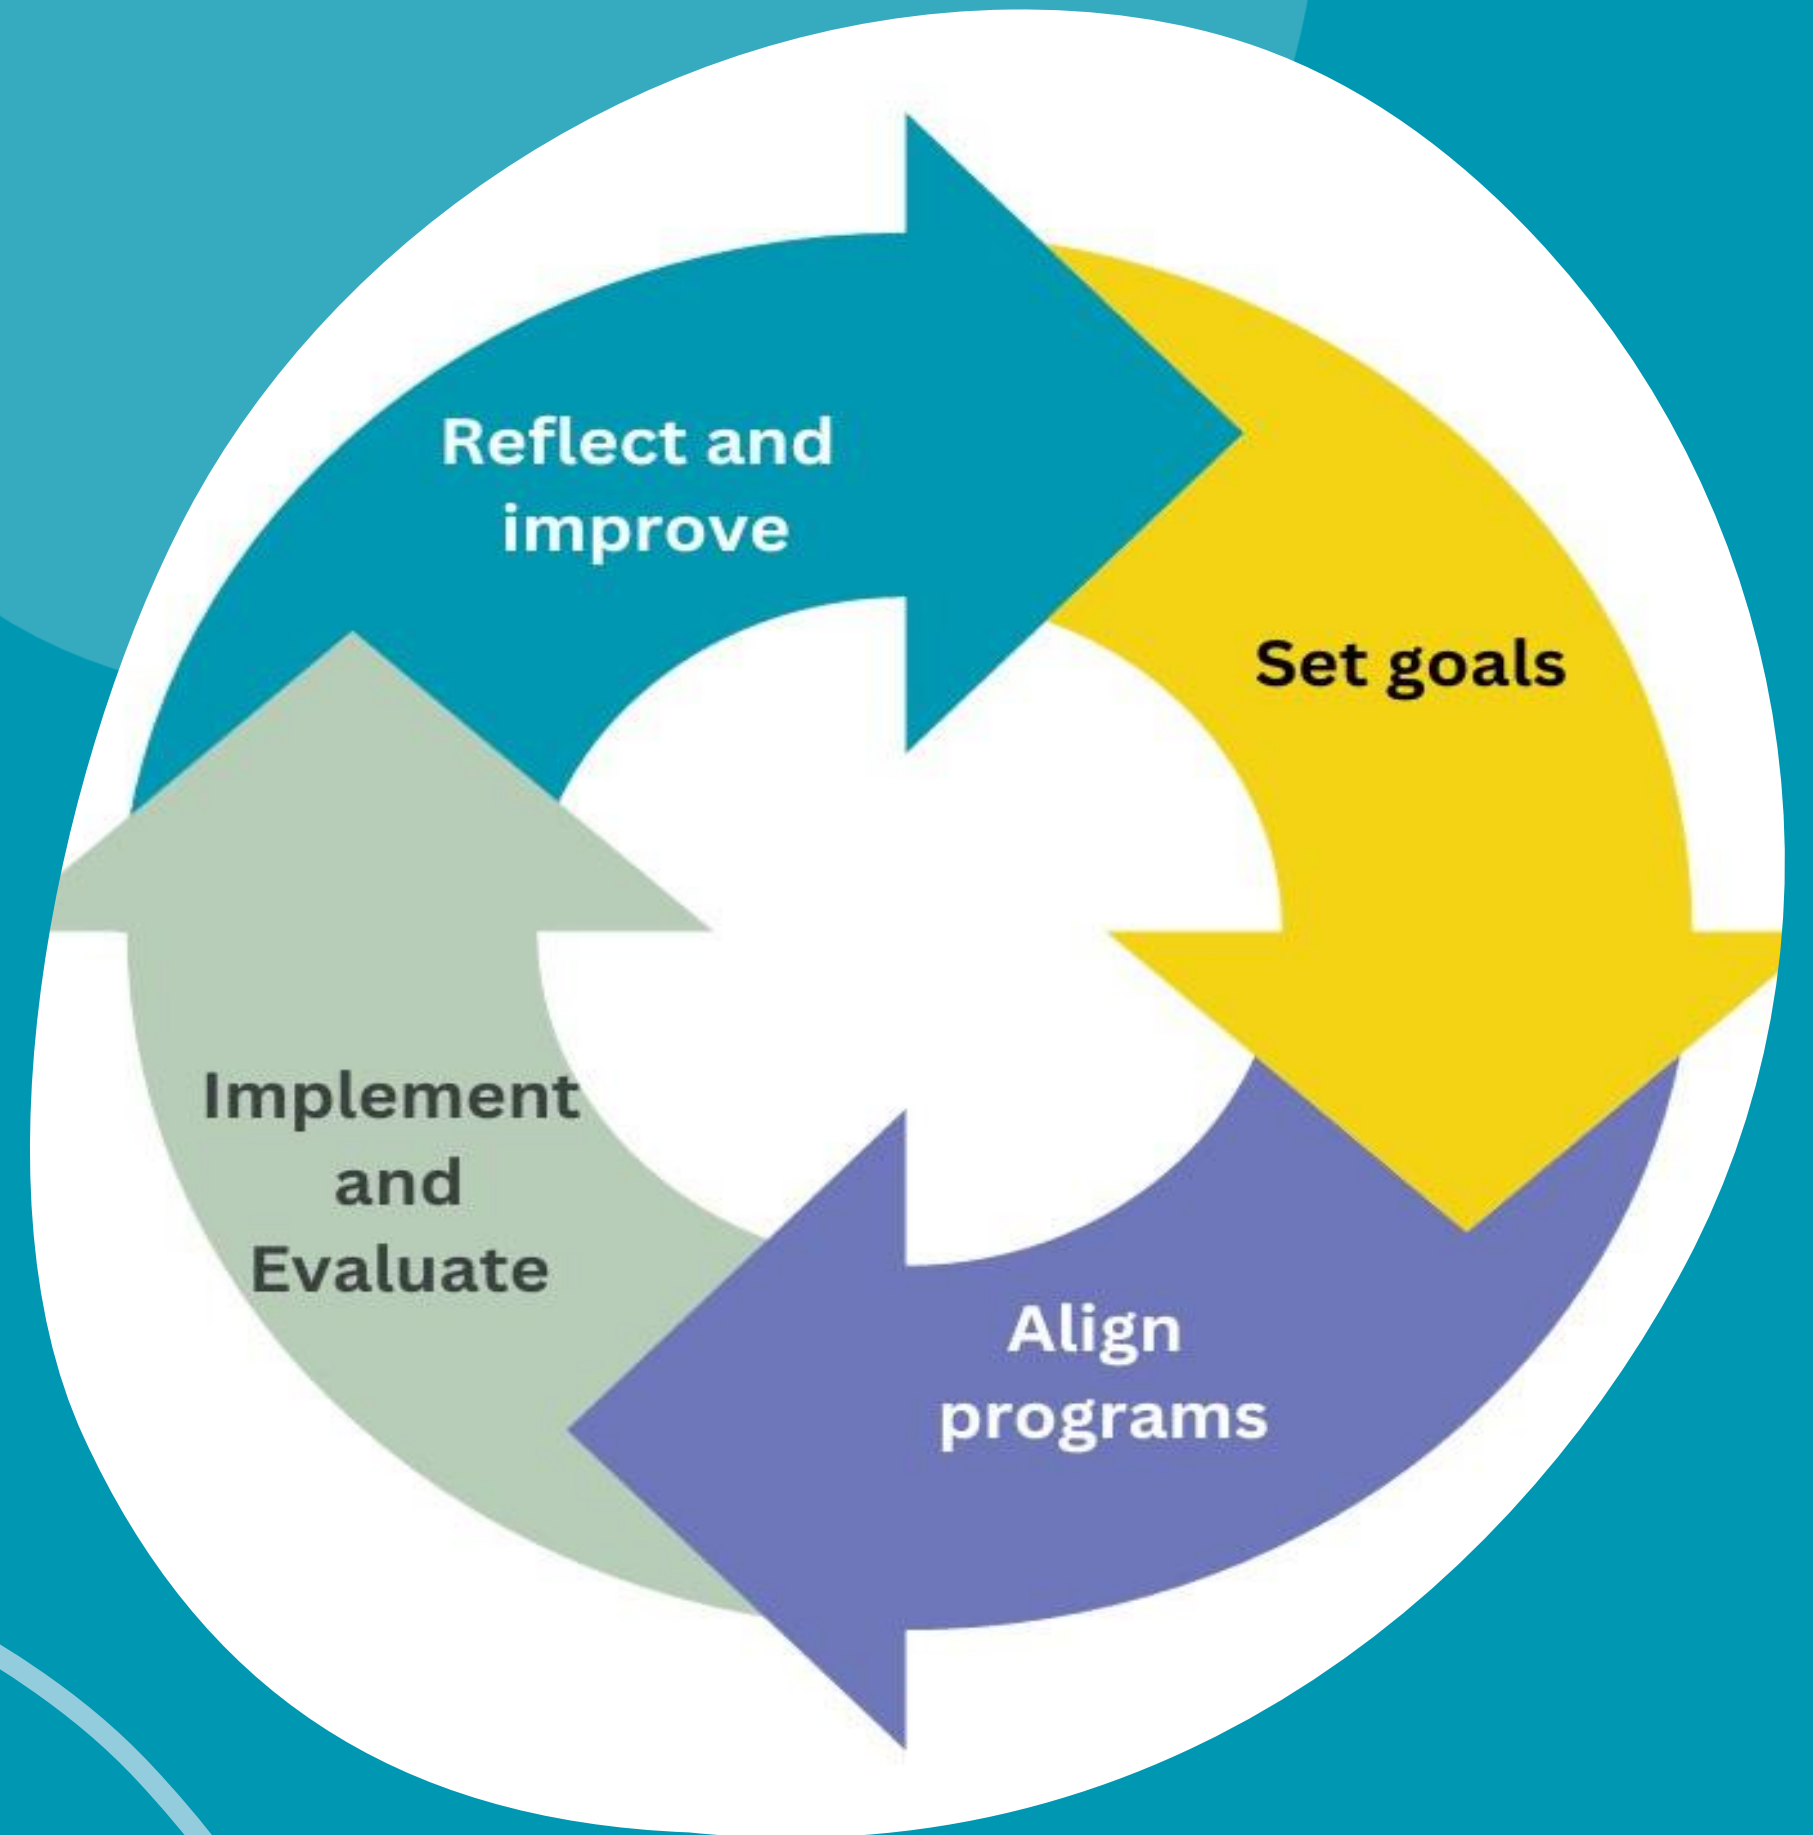 Reflect and
improve
Set goals
Implement
and
Evaluate
Align
programs